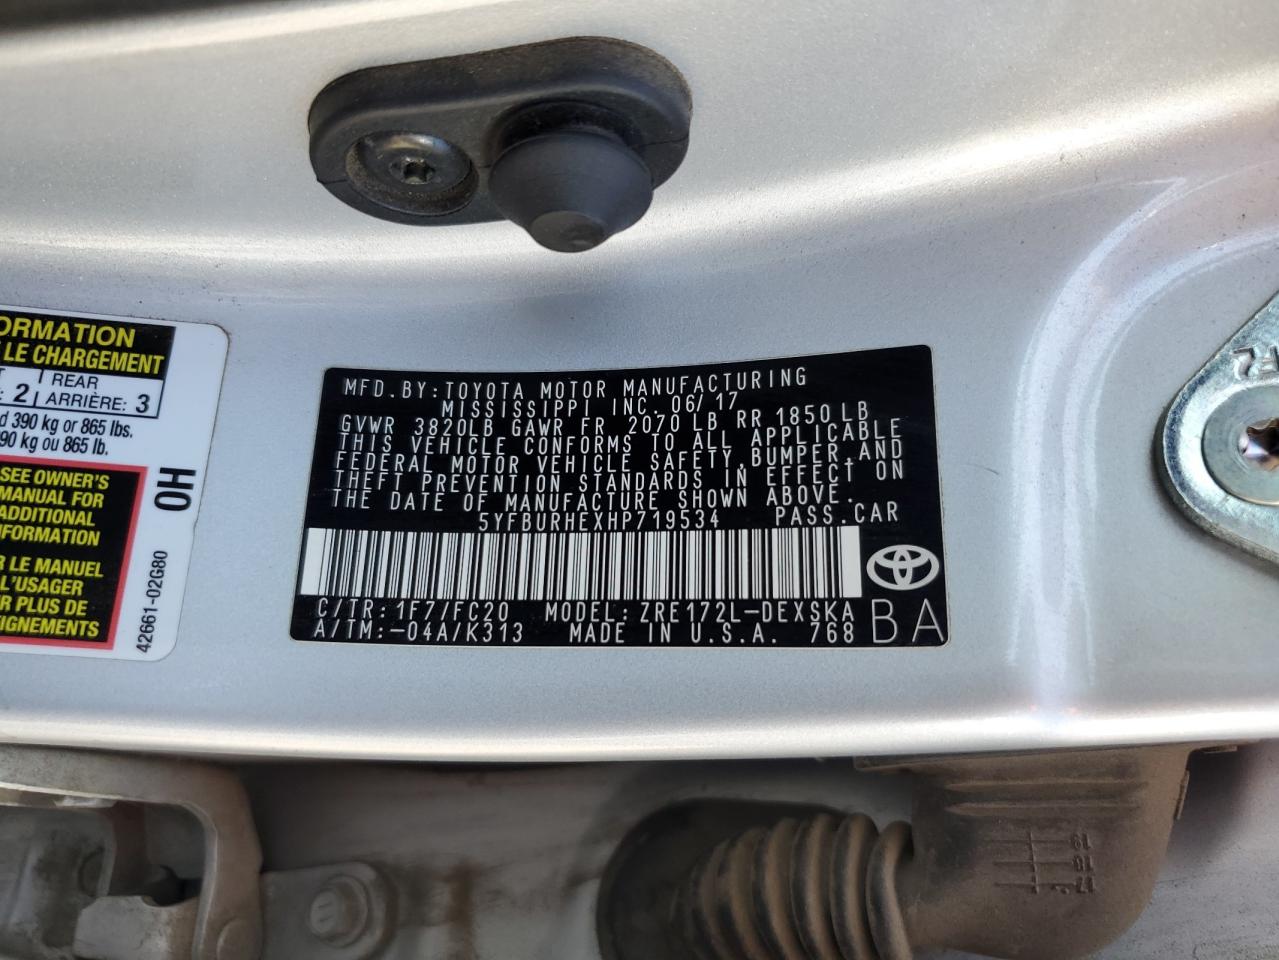 ORMATION
LE CHARGEMENT
2
REAR
ARRIÈRE: 3
d 390 kg or 865 lbs.
90 kg ou 865 lb.
SEE OWNER'S
MANUAL FOR
ADDITIONAL
INFORMATION
R LE MANUEL
L'USAGER
R PLUS DE
IGNEMENTS
OH
42661-02G80
MFD. BY: TOYOTA MOTOR MANUFACTURING
MISSISSIPPI INC. 06/17
GVWR 3820LB GAWR FR 2070 LB RR 1850 LB
THIS VEHICLE CONFORMS TO ALL APPLICABLE
FEDERAL MOTOR VEHICLE SAFETY, BUMPER, AND
THEFT PREVENTION STANDARDS IN EFFECT ON
THE DATE OF MANUFACTURE SHOWN ABOVE.
5YFBURHEXHP719534 PASS. CAR
C/TR: 1F7/FC20 MODEL: ZRE172L-DEXSKA
A/TM: -04A/K313 MADE IN U.S.A. 768
BA
19
18
17